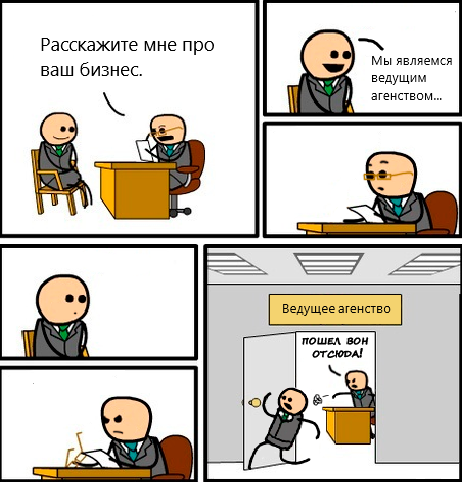 Расскажите мне про
ваш бизнес.
Мы являемся
ведущим
агенством...
Ведущее агенство
ПОШЕЛ ВОН
ОТСЮДА!